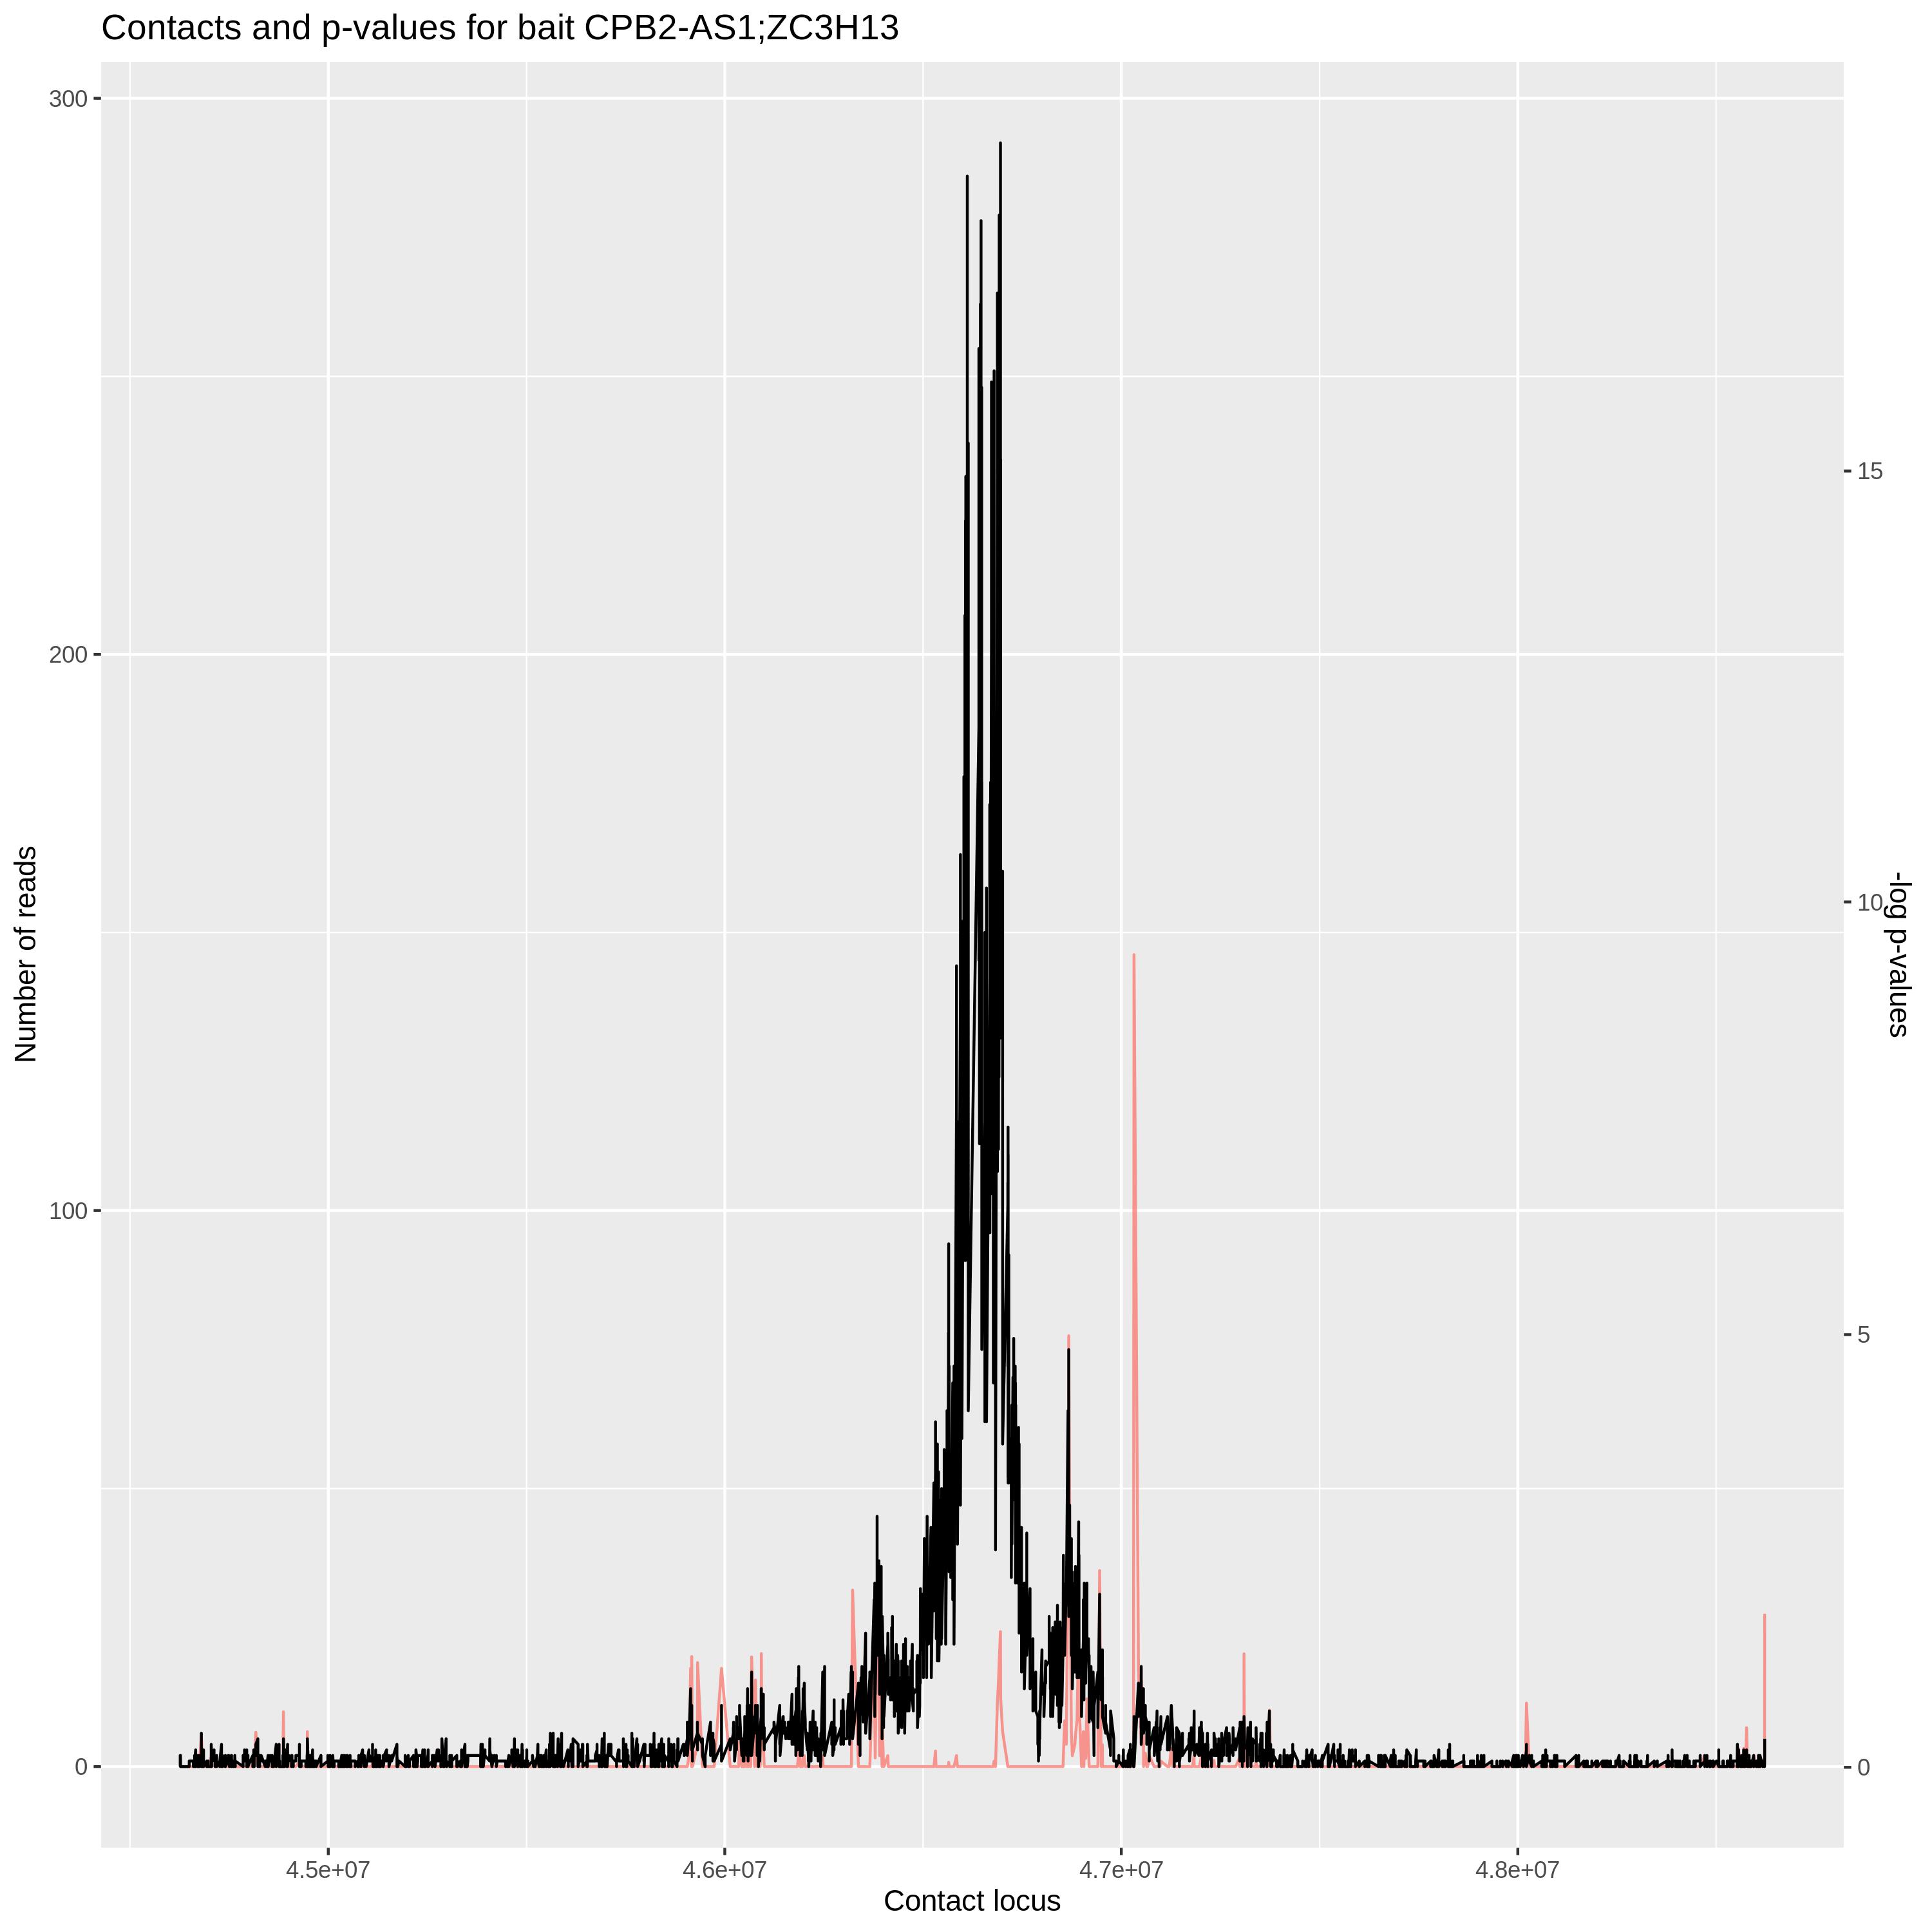 Contacts and p-values for bait CPB2-AS1;ZC3H13
300
200
100
0
Number of reads
15
10
5
0
-log p-values
4.5e+07
4.6e+07
4.7e+07
4.8e+07
Contact locus